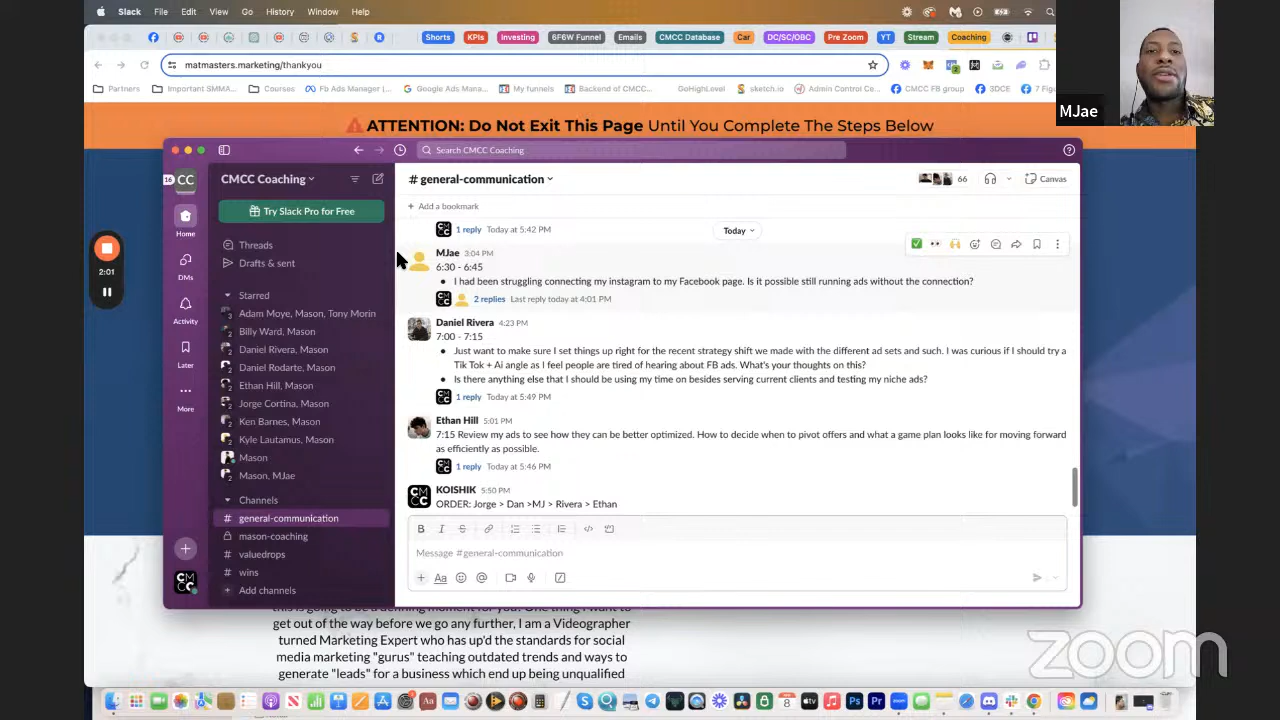 Slack File Edit View Go History Window Help
Shorts KPIs Investing 6F6W Funnel Emails CMCC Database Car DC/SC/OBC Pre Zoom YT Stream Coaching
matmasters.marketing/thankyou
Partners Important SMMA... Courses Fb Ads Manager |... Google Ads Mana... My funnels Backend of CMCC... GoHighLevel sketch.io Admin Control Ce... CMCC FB group 3DCE 7 Figu
MJae
ATTENTION: Do Not Exit This Page Until You Complete The Steps Below
Search CMCC Coaching
16
CC
CMCC Coaching
# general-communication
66
Canvas
Try Slack Pro for Free
Add a bookmark
Home
DMs
Activity
Later
More
Threads
Drafts & sent
Starred
3 Adam Moye, Mason, Tony Morin
2 Billy Ward, Mason
2 Daniel Rivera, Mason
2 Daniel Rodarte, Mason
2 Ethan Hill, Mason
2 Jorge Cortina, Mason
2 Ken Barnes, Mason
2 Kyle Lautamus, Mason
Mason
2 Mason, MJae
Channels
# general-communication
mason-coaching
# valuedrops
# wins
+ Add channels
2:01
1 reply Today at 5:42 PM
Today
MJae 3:04 PM
6:30 - 6:45
• I had been struggling connecting my instagram to my Facebook page. Is it possible still running ads without the connection?
2 replies Last reply today at 4:01 PM
Daniel Rivera 4:23 PM
7:00 - 7:15
• Just want to make sure I set things up right for the recent strategy shift we made with the different ad sets and such. I was curious if I should try a
Tik Tok + Ai angle as I feel people are tired of hearing about FB ads. What's your thoughts on this?
• Is there anything else that I should be using my time on besides serving current clients and testing my niche ads?
1 reply Today at 5:49 PM
Ethan Hill 5:01 PM
7:15 Review my ads to see how they can be better optimized. How to decide when to pivot offers and what a game plan looks like for moving forward
as efficiently as possible.
1 reply Today at 5:46 PM
KOISHIK 5:50 PM
ORDER: Jorge > Dan >MJ > Rivera > Ethan
Message #general-communication
get out of the way before we go any further, I am a Videographer
turned Marketing Expert who has up'd the standards for social
media marketing "gurus" teaching outdated trends and ways to
generate "leads" for a business which end up being unqualified
zoom